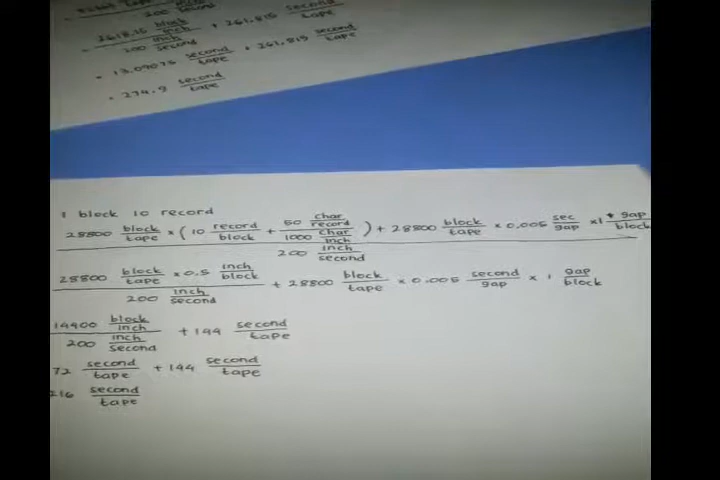 2618.15 block/tape inch/block / 200 inch/second + 261,815 second/tape
= 13,09075 second/tape + 261,815 second/tape
= 274,9 second/tape
1 block 10 record
28800 block/tape × ( 10 record/block + 50 char/record / 1000 char/inch ) + 28800 block/tape × 0.005 sec/gap × 1 gap/block
200 inch/second
28800 block/tape × 0.5 inch/block / 200 inch/second + 28800 block/tape × 0.005 second/gap × 1 gap/block
14400 block/inch / 200 inch/second + 144 second/tape
72 second/tape + 144 second/tape
216 second/tape